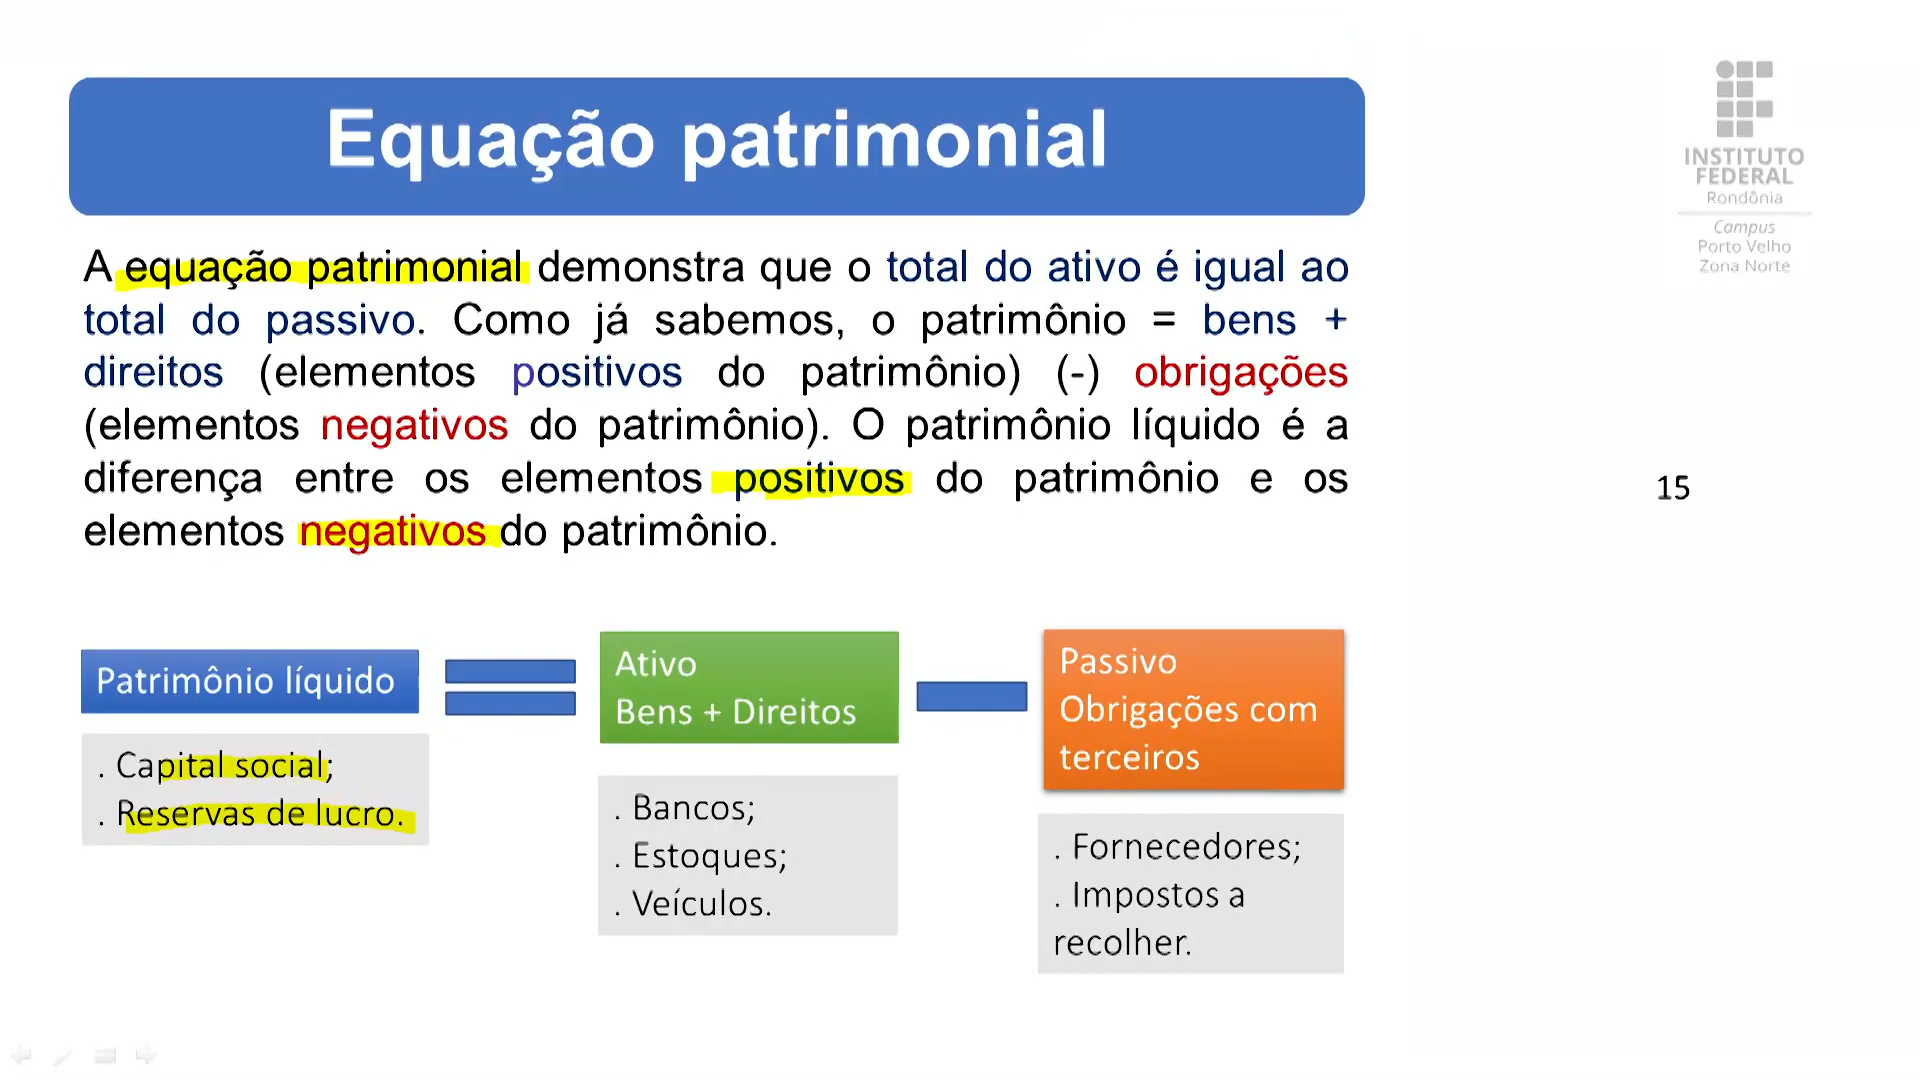 Equação patrimonial
INSTITUTO
FEDERAL
Rondônia
Campus
Porto Velho
Zona Norte
A equação patrimonial demonstra que o total do ativo é igual ao
total do passivo. Como já sabemos, o patrimônio = bens +
direitos (elementos positivos do patrimônio) (-) obrigações
(elementos negativos do patrimônio). O patrimônio líquido é a
diferença entre os elementos positivos do patrimônio e os
elementos negativos do patrimônio.
15
Patrimônio líquido
. Capital social;
. Reservas de lucro.
Ativo
Bens + Direitos
. Bancos;
. Estoques;
. Veículos.
Passivo
Obrigações com
terceiros
. Fornecedores;
. Impostos a
recolher.